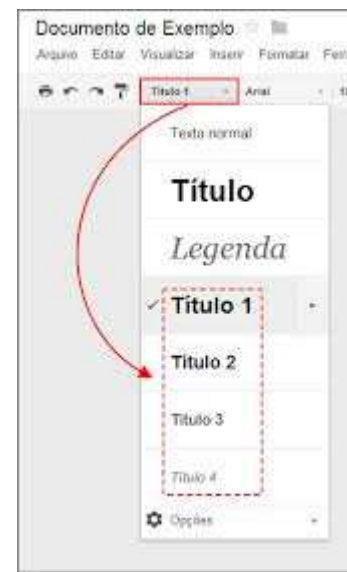 Documento de Exemplo
Arquivo Editar Visualizar Inserir Formatar Fer
Título 1 Arial
Texto normal
Título
Legenda
Título 1
Título 2
Título 3
Título 4
Opções